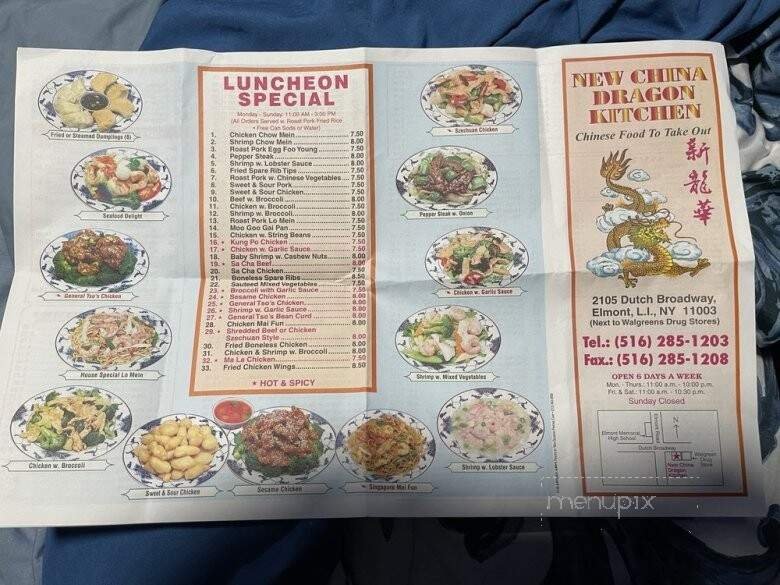 LUNCHEON
SPECIAL
Monday - Sunday: 11:00 AM - 3:00 PM
(All Orders Served w. Roast Pork Fried Rice
• Free Can Soda or Water)
1. Chicken Chow Mein 7.50
2. Shrimp Chow Mein 8.00
3. Roast Pork Egg Foo Young 7.50
4. Pepper Steak 8.00
5. Shrimp w. Lobster Sauce 8.00
6. Fried Spare Rib Tips 7.50
7. Roast Pork w. Chinese Vegetables 7.50
8. Sweet & Sour Pork 7.50
9. Sweet & Sour Chicken 7.50
10. Beef w. Broccoli 8.00
11. Chicken w. Broccoli 7.50
12. Shrimp w. Broccoli 8.00
13. Roast Pork Lo Mein 7.50
14. Moo Goo Gai Pan 7.50
15. Chicken w. String Beans 7.50
16. ★ Kung Po Chicken 7.50
17. ★ Chicken w. Garlic Sauce 7.50
18. Baby Shrimp w. Cashew Nuts 8.00
19. ★ Sa Cha Beef 8.00
20. Sa Cha Chicken 7.50
21. Boneless Spare Ribs 8.50
22. Sauteed Mixed Vegetables 7.50
23. ★ Broccoli with Garlic Sauce 7.50
24. ★ Sesame Chicken 8.00
25. ★ General Tso's Chicken 8.00
26. ★ Shrimp w. Garlic Sauce 8.00
27. ★ General Tso's Bean Curd 8.00
28. Chicken Mai Fun 8.00
29. ★ Shredded Beef or Chicken
Szechuan Style 8.00
30. Fried Boneless Chicken 8.00
31. Chicken & Shrimp w. Broccoli 8.00
32. ★ Ma La Chicken 7.50
33. Fried Chicken Wings 8.50
★ HOT & SPICY
Fried or Steamed Dumplings (8)
Seafood Delight
General Tso's Chicken
House Special Lo Mein
Chicken w. Broccoli
Sweet & Sour Chicken
Sesame Chicken
Singapore Mai Fun
Szechuan Chicken
Pepper Steak w. Onion
Chicken w. Garlic Sauce
Shrimp w. Mixed Vegetables
Shrimp w. Lobster Sauce
NEW CHINA
DRAGON
KITCHEN
Chinese Food To Take Out
新
龍
華
2105 Dutch Broadway,
Elmont, L.I., NY 11003
(Next to Walgreens Drug Stores)
Tel.: (516) 285-1203
Fax.: (516) 285-1208
OPEN 6 DAYS A WEEK
Mon. - Thurs.: 11:00 a.m. - 10:00 p.m.
Fri. & Sat.: 11:00 a.m. - 10:30 p.m.
Sunday Closed
Elmont Memorial
High School
Dutch Broadway
Walgreen
Drug
Store
New China
Dragon
Kitchen
menupix